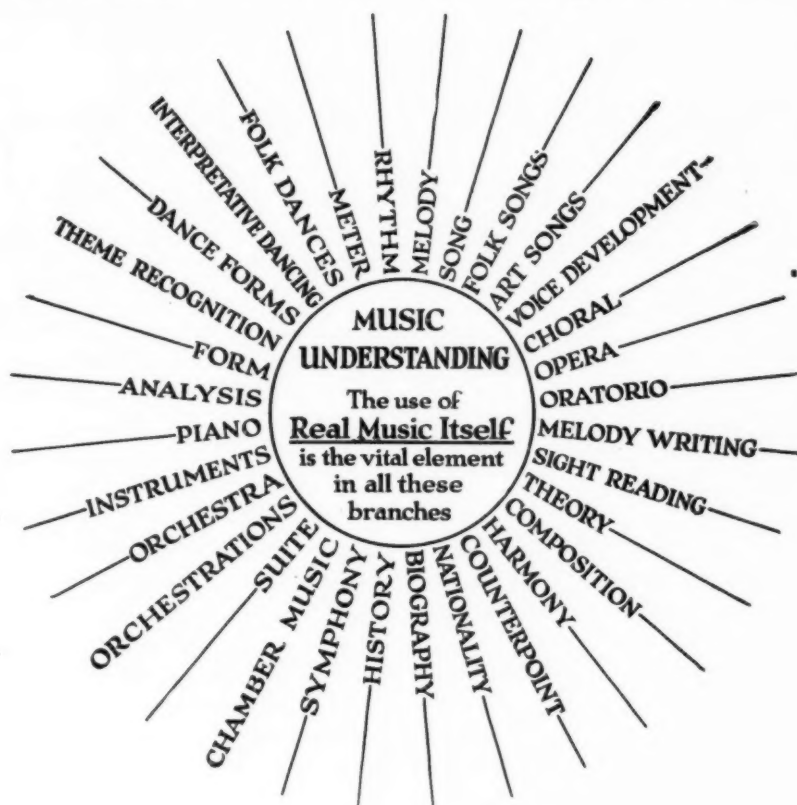 MUSIC
UNDERSTANDING
The use of
Real Music Itself
is the vital element
in all these
branches
RHYTHM
MELODY
SONG
FOLK SONGS
ART SONGS
VOICE DEVELOPMENT
CHORAL
OPERA
ORATORIO
MELODY WRITING
SIGHT READING
THEORY
COMPOSITION
HARMONY
COUNTERPOINT
NATIONALITY
BIOGRAPHY
HISTORY
SYMPHONY
CHAMBER MUSIC
SUITE
ORCHESTRATIONS
ORCHESTRA
INSTRUMENTS
PIANO
ANALYSIS
FORM
THEME RECOGNITION
DANCE FORMS
INTERPRETATIVE DANCING
FOLK DANCES
METER